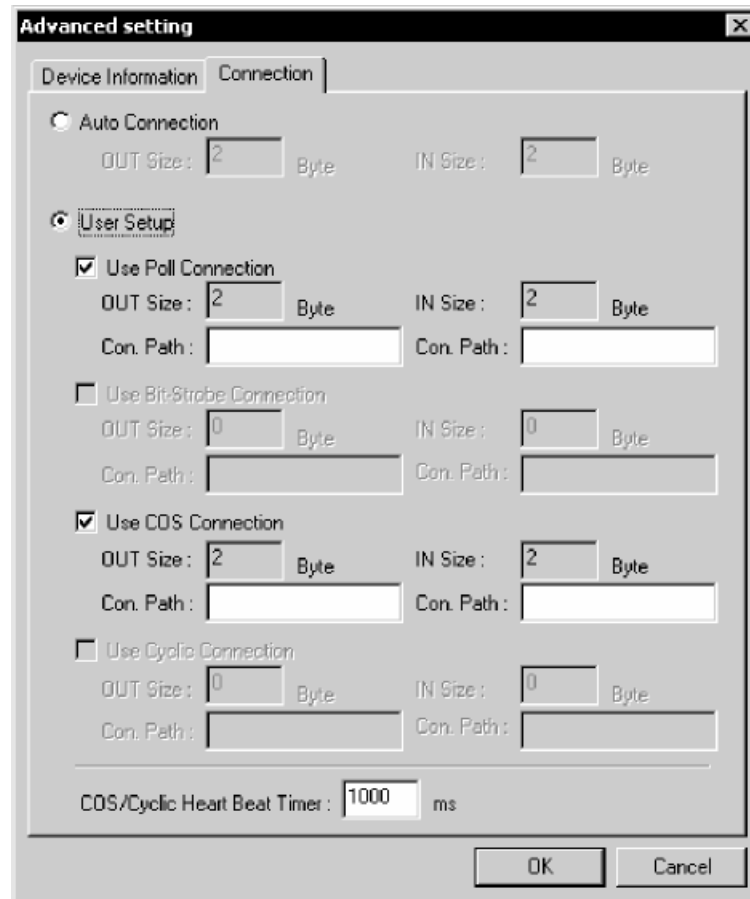 Advanced setting
Device Information Connection
Auto Connection
OUT Size : 2 Byte IN Size : 2 Byte
User Setup
Use Poll Connection
OUT Size : 2 Byte IN Size : 2 Byte
Con. Path : Con. Path :
Use Bit-Strobe Connection
OUT Size : 0 Byte IN Size : 0 Byte
Con. Path : Con. Path :
Use COS Connection
OUT Size : 2 Byte IN Size : 2 Byte
Con. Path : Con. Path :
Use Cyclic Connection
OUT Size : 0 Byte IN Size : 0 Byte
Con. Path : Con. Path :
COS/Cyclic Heart Beat Timer : 1000 ms
OK Cancel